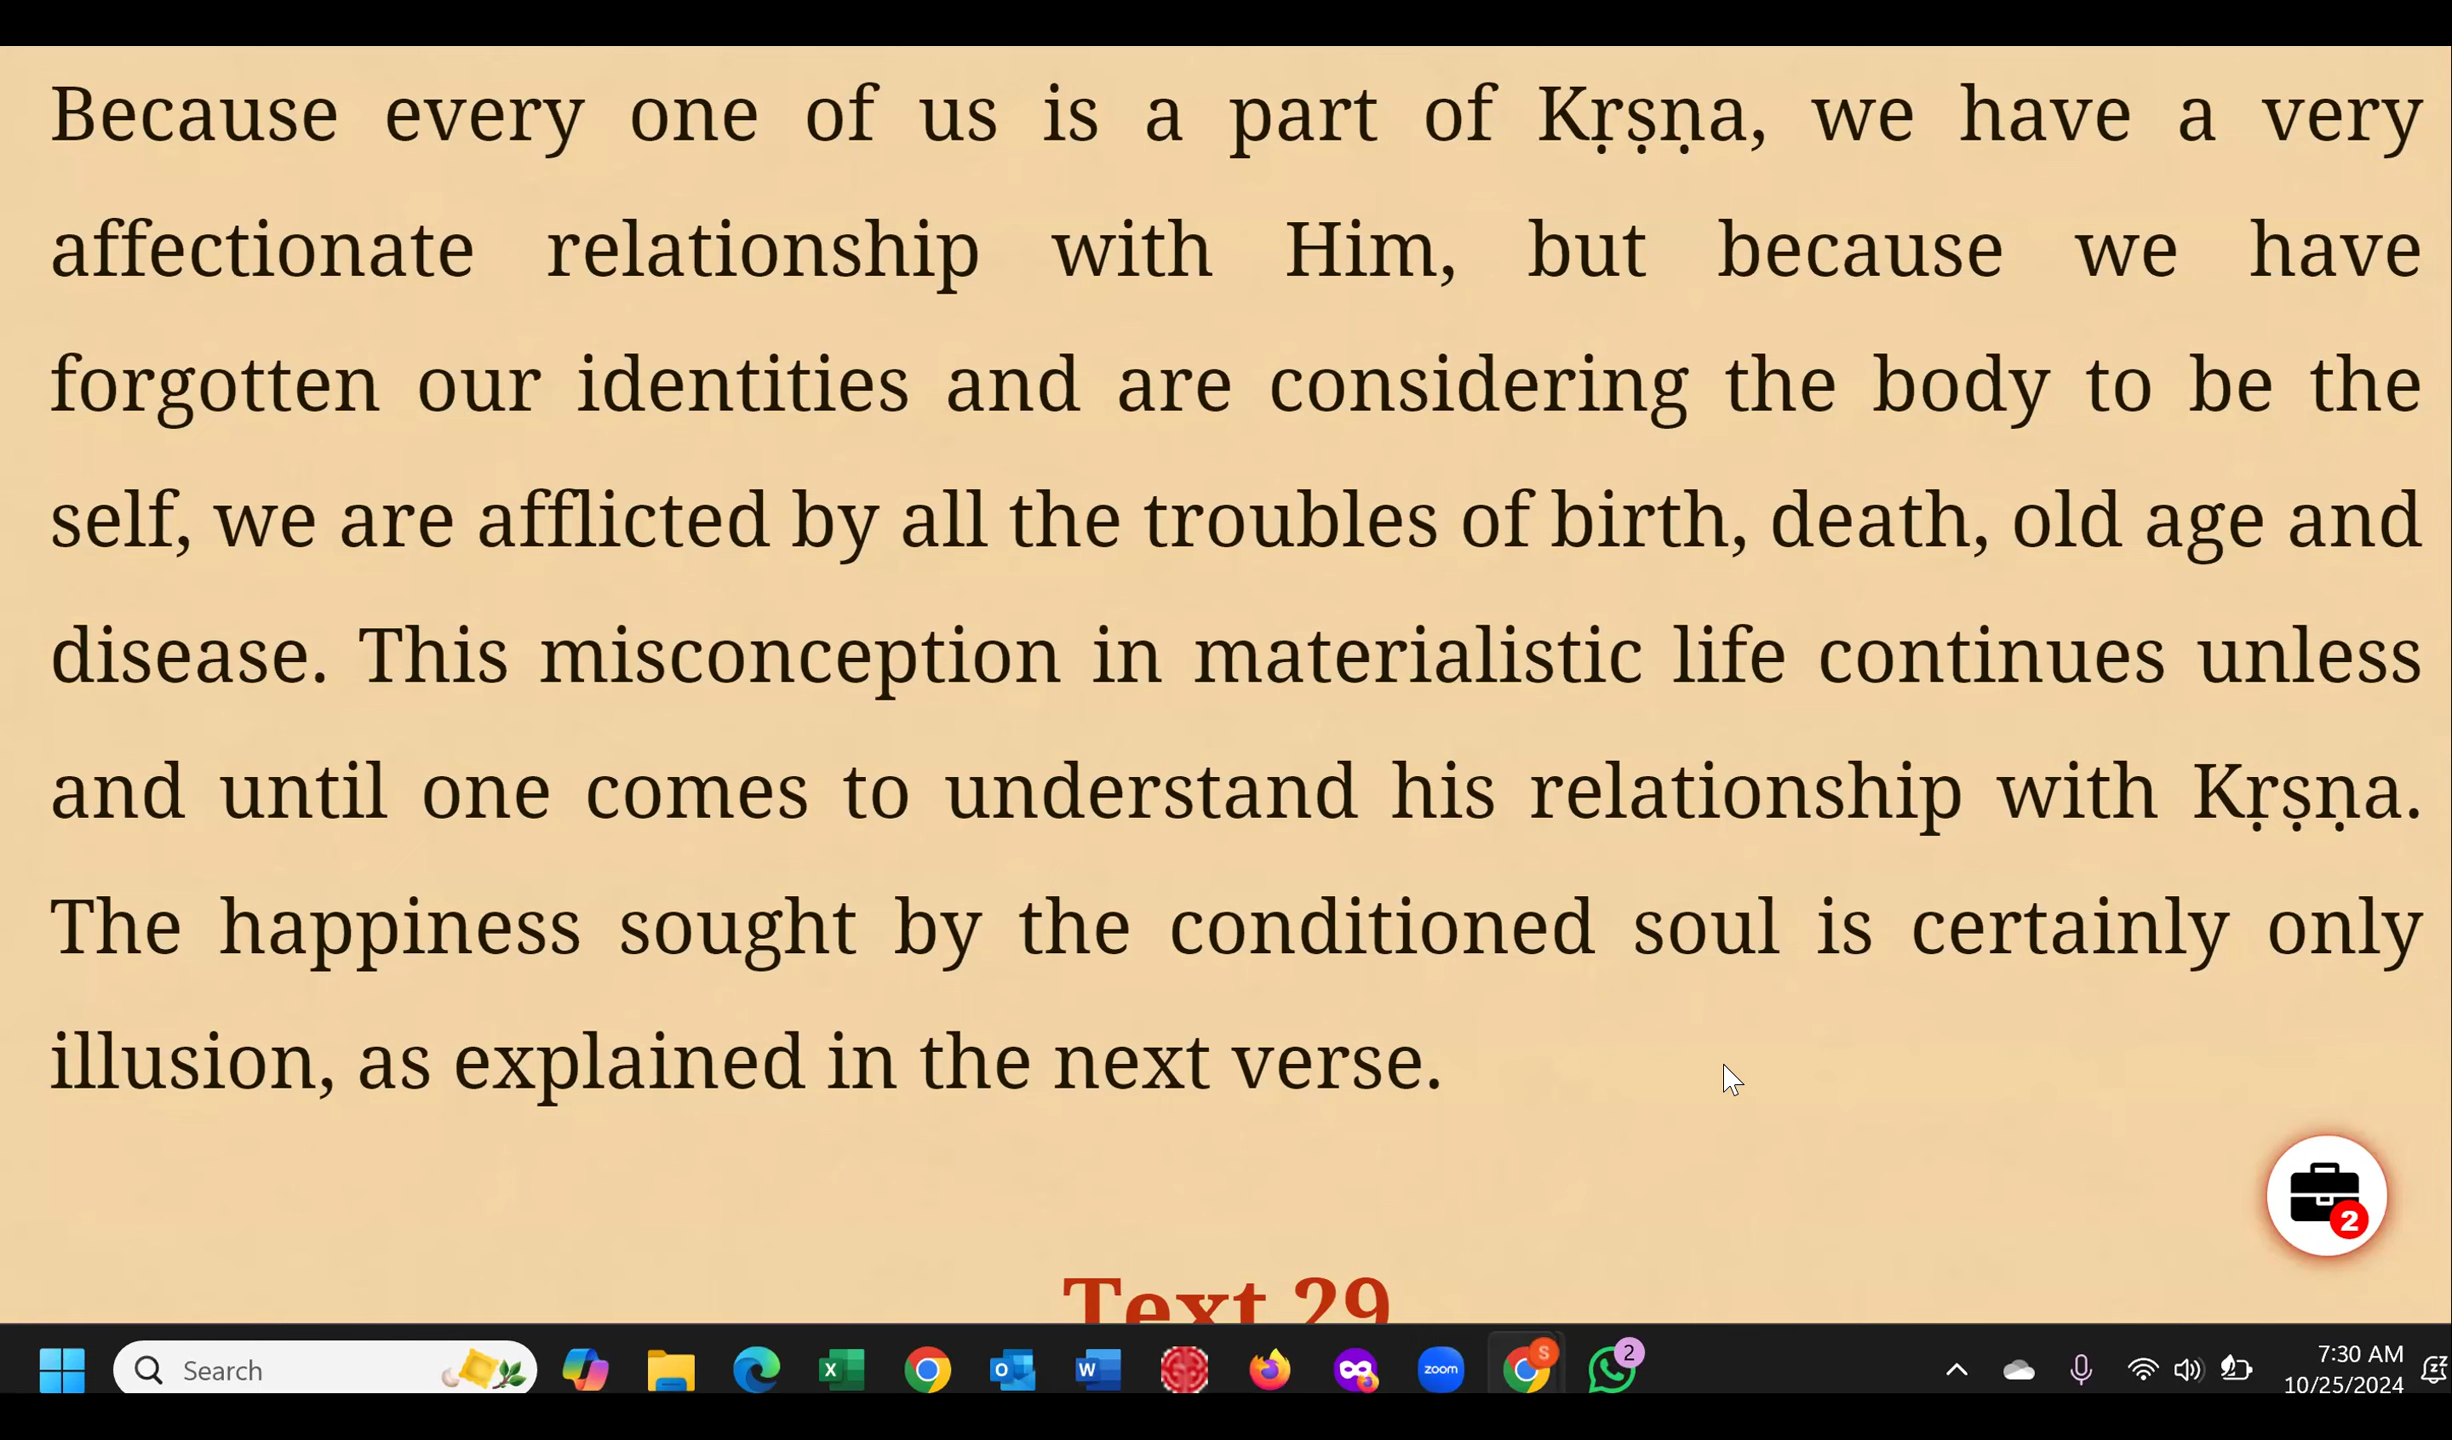 Because every one of us is a part of Kṛṣṇa, we have a very
affectionate relationship with Him, but because we have
forgotten our identities and are considering the body to be the
self, we are afflicted by all the troubles of birth, death, old age and
disease. This misconception in materialistic life continues unless
and until one comes to understand his relationship with Kṛṣṇa.
The happiness sought by the conditioned soul is certainly only
illusion, as explained in the next verse.
2
Text 29
Search
zoom
S
2
7:30 AM
10/25/2024